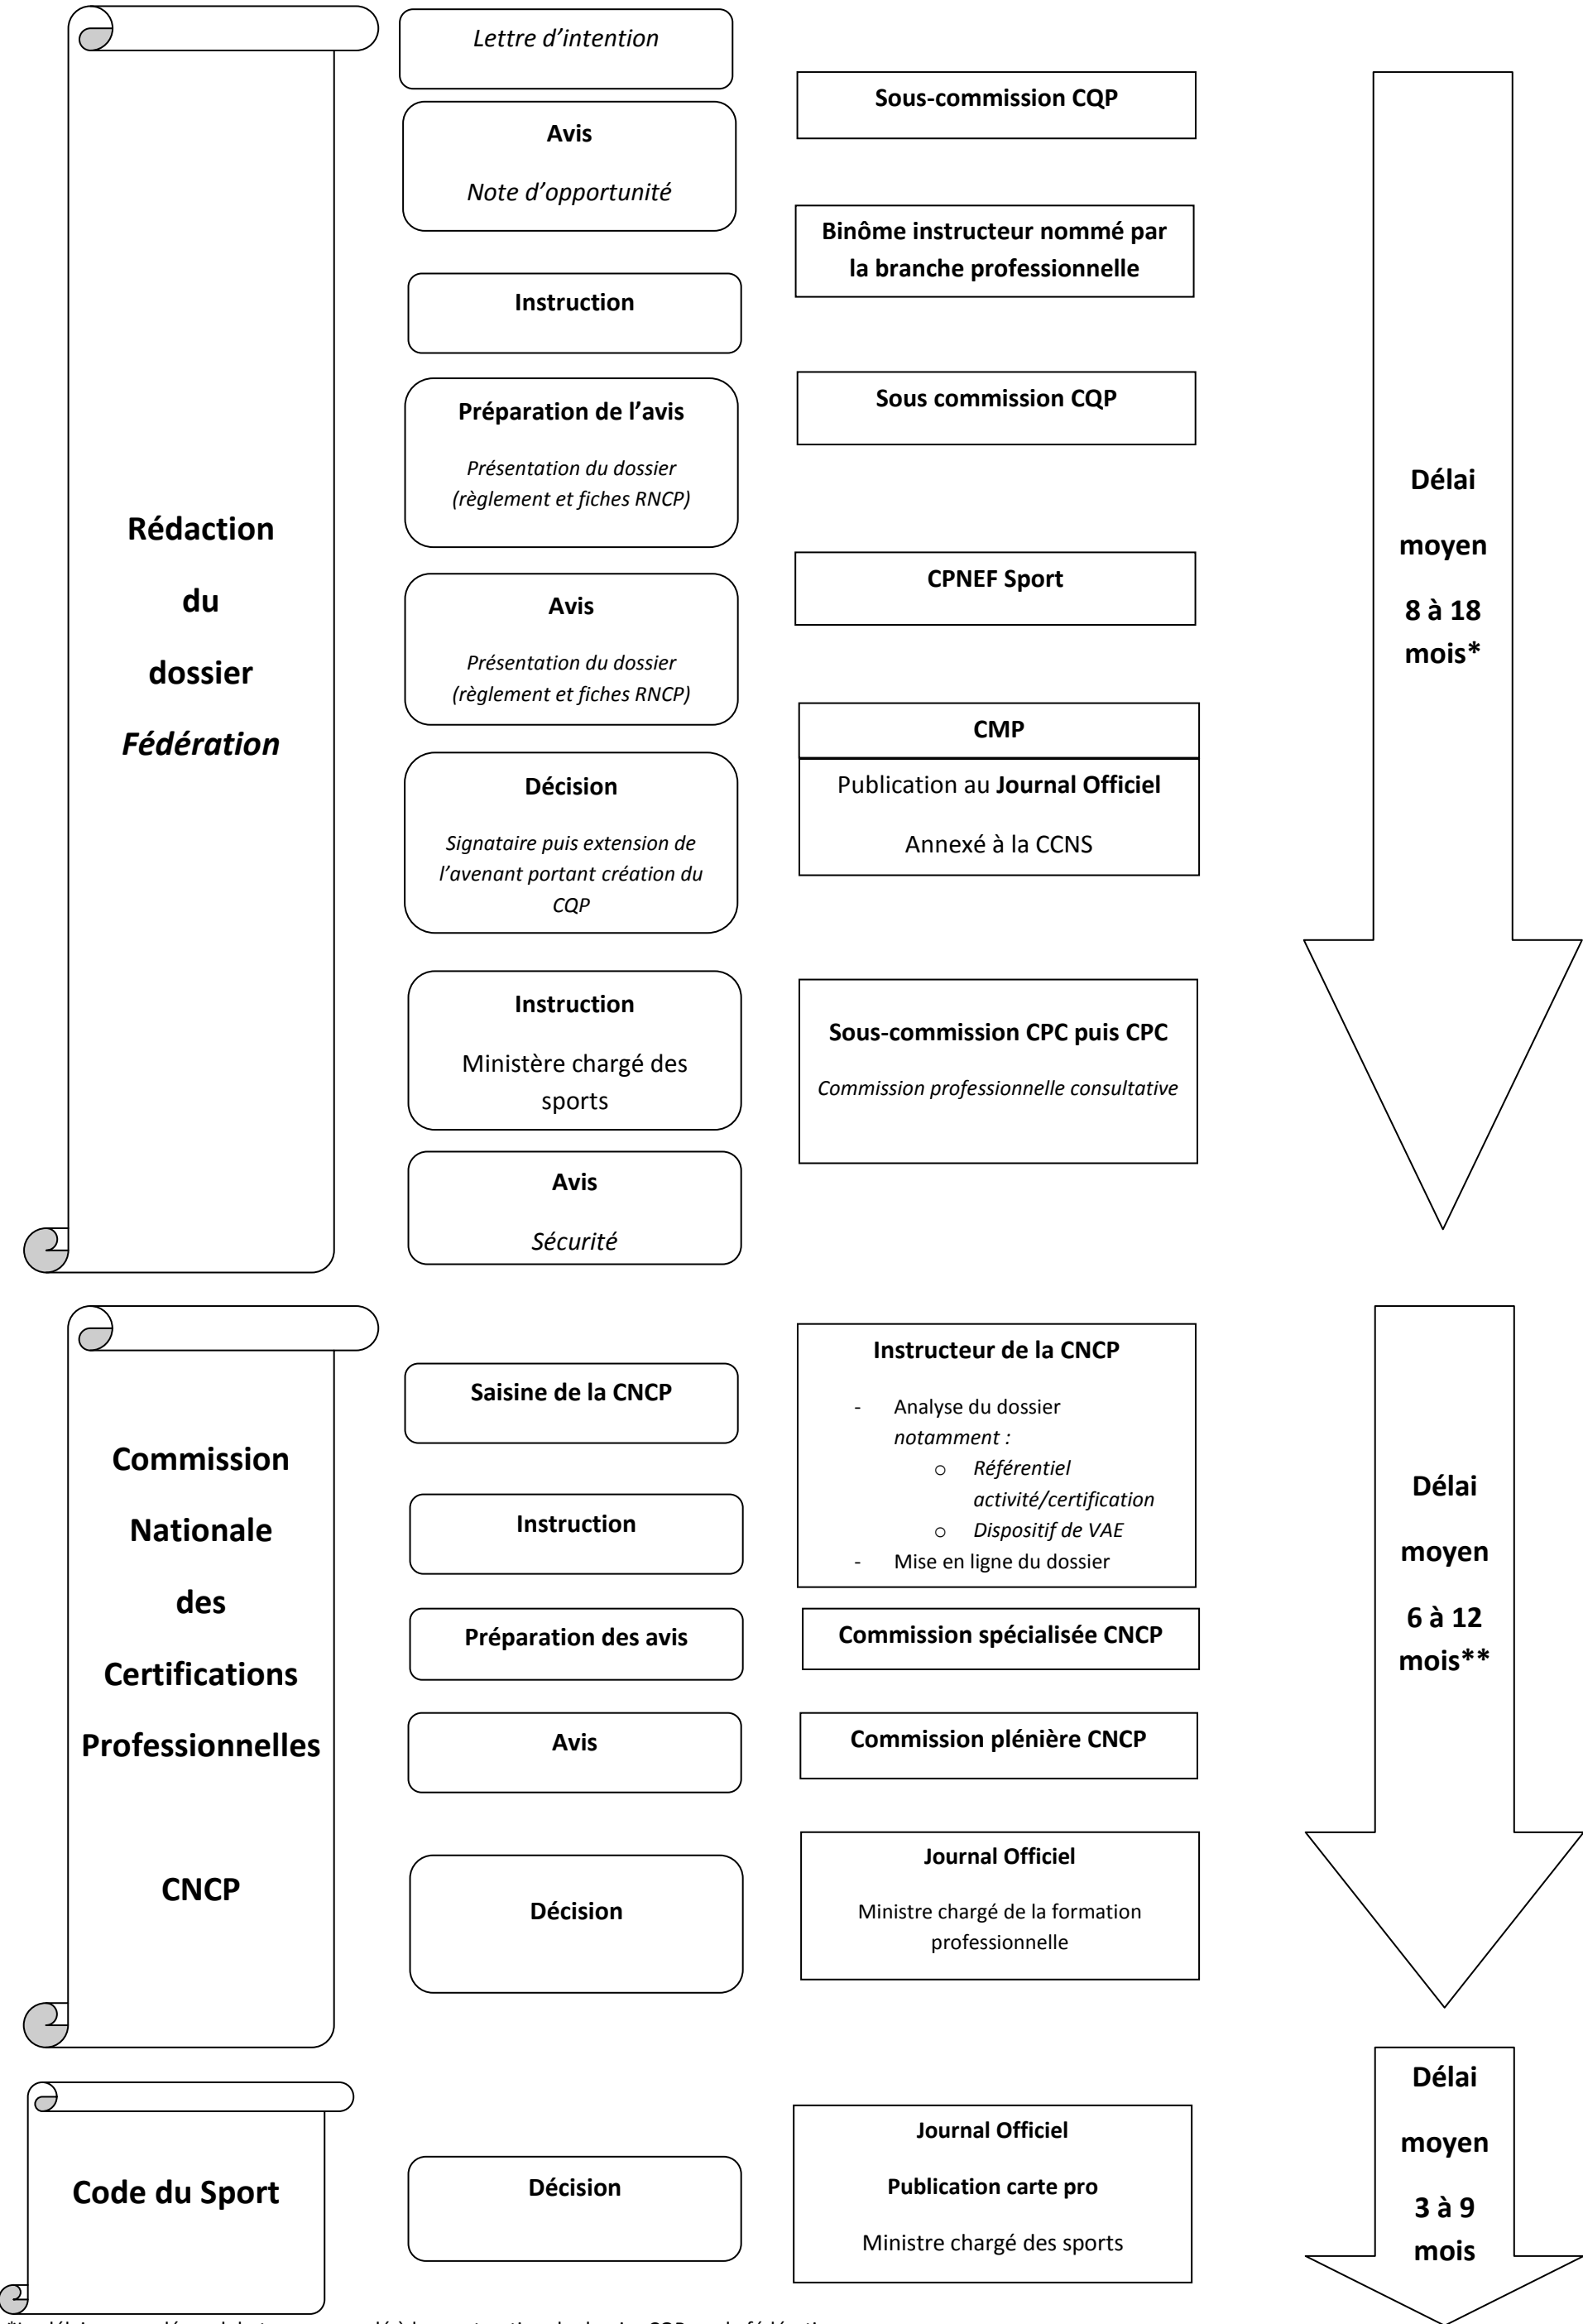 Lettre d’intention
Sous-commission CQP
Avis
Note d’opportunité
Binôme instructeur nommé par
la branche professionnelle
Instruction
Sous commission CQP
Préparation de l’avis
Présentation du dossier
(règlement et fiches RNCP)
Rédaction
du
dossier
Fédération
CPNEF Sport
Avis
Présentation du dossier
(règlement et fiches RNCP)
CMP
Publication au Journal Officiel
Annexé à la CCNS
Décision
Signataire puis extension de
l’avenant portant création du
CQP
Instruction
Ministère chargé des
sports
Sous-commission CPC puis CPC
Commission professionnelle consultative
Avis
Sécurité
Délai
moyen
8 à 18
mois*
Commission
Nationale
des
Certifications
Professionnelles
CNCP
Saisine de la CNCP
Instructeur de la CNCP
- Analyse du dossier
notamment :
o Référentiel
activité/certification
o Dispositif de VAE
- Mise en ligne du dossier
Instruction
Préparation des avis
Commission spécialisée CNCP
Avis
Commission plénière CNCP
Décision
Journal Officiel
Ministre chargé de la formation
professionnelle
Délai
moyen
6 à 12
mois**
Code du Sport
Décision
Journal Officiel
Publication carte pro
Ministre chargé des sports
Délai
moyen
3 à 9
mois